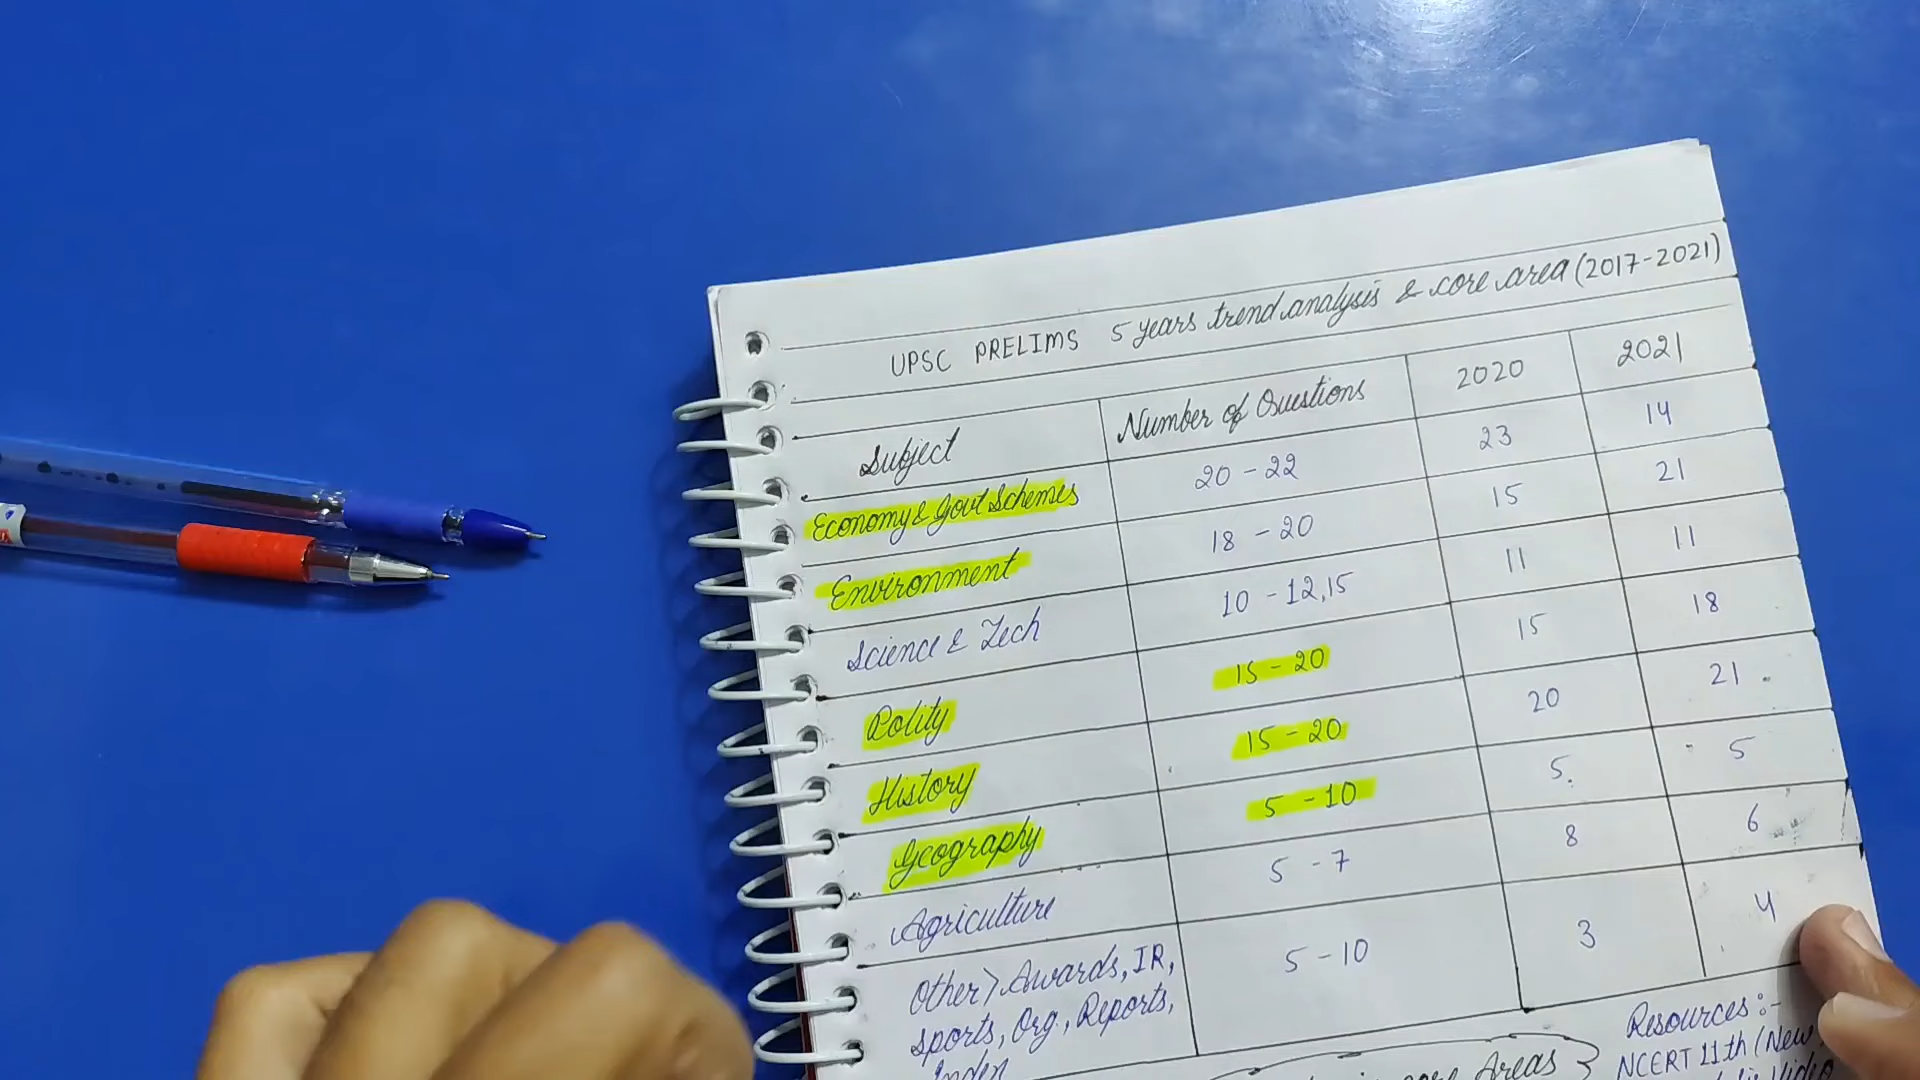 UPSC PRELIMS 5 years trend analysis & core area (2017-2021)
Subject Number of Questions 2020 2021
Economy & Govt Schemes 20 - 22 23 14
Environment 18 - 20 15 21
Science & Tech 10 - 12,15 11 11
Polity 15 - 20 15 18
History 15 - 20 20 21
Geography 5 - 10 5 5
Agriculture 5 - 7 8 6
Other > Awards, IR, 5 - 10 3 4
sports, Org., Reports,
Index
Resources :-
Areas NCERT 11th (New
Video